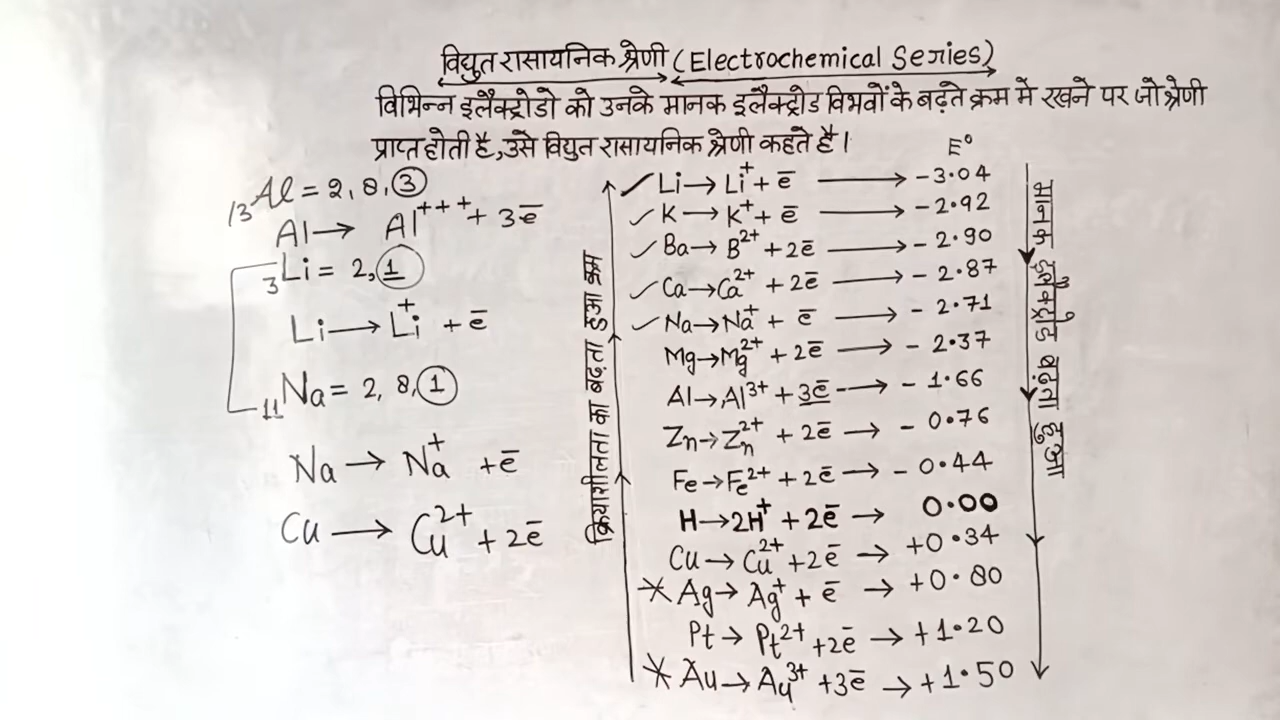 विद्युत रासायनिक श्रेणी (Electrochemical Series)
विभिन्न इलैक्ट्रोडो को उनके मानक इलैक्ट्रोड विभवों के बढ़ते क्रम में रखने पर जो श्रेणी
प्राप्त होती है, उसे विद्युत रासायनिक श्रेणी कहते है।
E°
₁₃Al = 2, 8, 3
Al → Al⁺⁺⁺ + 3e̅
₃Li = 2, 1
Li → Li⁺ + e̅
₁₁Na = 2, 8, 1
Na → Na⁺ + e̅
Cu → Cu²⁺ + 2e̅
क्रियाशीलता का बढ़ता हुआ क्रम
✓ Li → Li⁺ + e̅ → -3.04
✓ K → K⁺ + e̅ → -2.92
✓ Ba → B²⁺ + 2e̅ → -2.90
✓ Ca → Ca²⁺ + 2e̅ → -2.87
✓ Na → Na⁺ + e̅ → -2.71
Mg → Mg²⁺ + 2e̅ → -2.37
Al → Al³⁺ + 3e̅ → -1.66
Zn → Zn²⁺ + 2e̅ → -0.76
Fe → Fe²⁺ + 2e̅ → -0.44
H → 2H⁺ + 2e̅ → 0.00
Cu → Cu²⁺ + 2e̅ → +0.34
* Ag → Ag⁺ + e̅ → +0.80
Pt → Pt²⁺ + 2e̅ → +1.20
* Au → Au³⁺ + 3e̅ → +1.50
मानक इलैक्ट्रोड बढ़ता हुआ